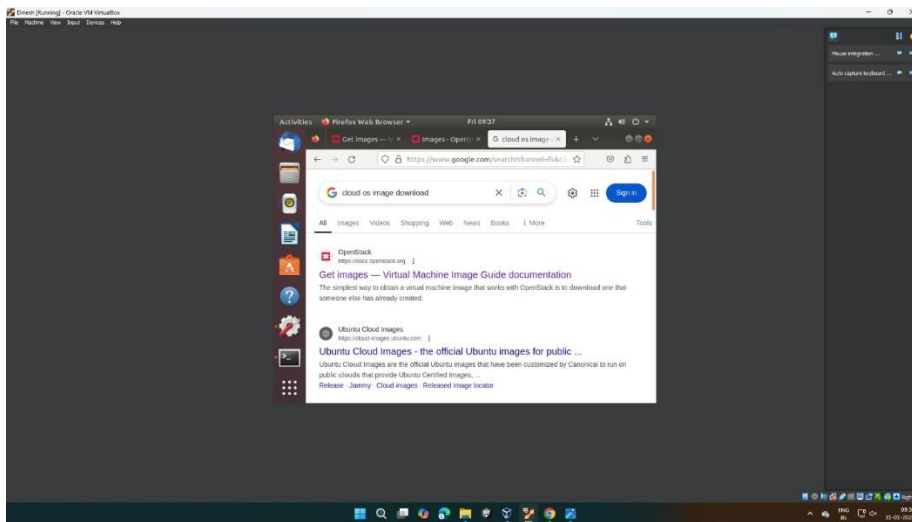 Dinesh [Running] - Oracle VM VirtualBox
File Machine View Input Devices Help
Mouse integration ...
Auto capture keyboard ...
Activities Firefox Web Browser Fri 09:37
Get images — Images - OpenS cloud os image
https://www.google.com/search?channel=fs&c
cloud os image download Sign in
All Images Videos Shopping Web News Books More Tools
OpenStack
https://docs.openstack.org
Get images — Virtual Machine Image Guide documentation
The simplest way to obtain a virtual machine image that works with OpenStack is to download one that
someone else has already created.
Ubuntu Cloud Images
https://cloud-images.ubuntu.com
Ubuntu Cloud Images - the official Ubuntu images for public ...
Ubuntu Cloud Images are the official Ubuntu images that have been customized by Canonical to run on
public clouds that provide Ubuntu Certified Images, ...
Release · Jammy · Cloud images · Released image locator
ENG
IN